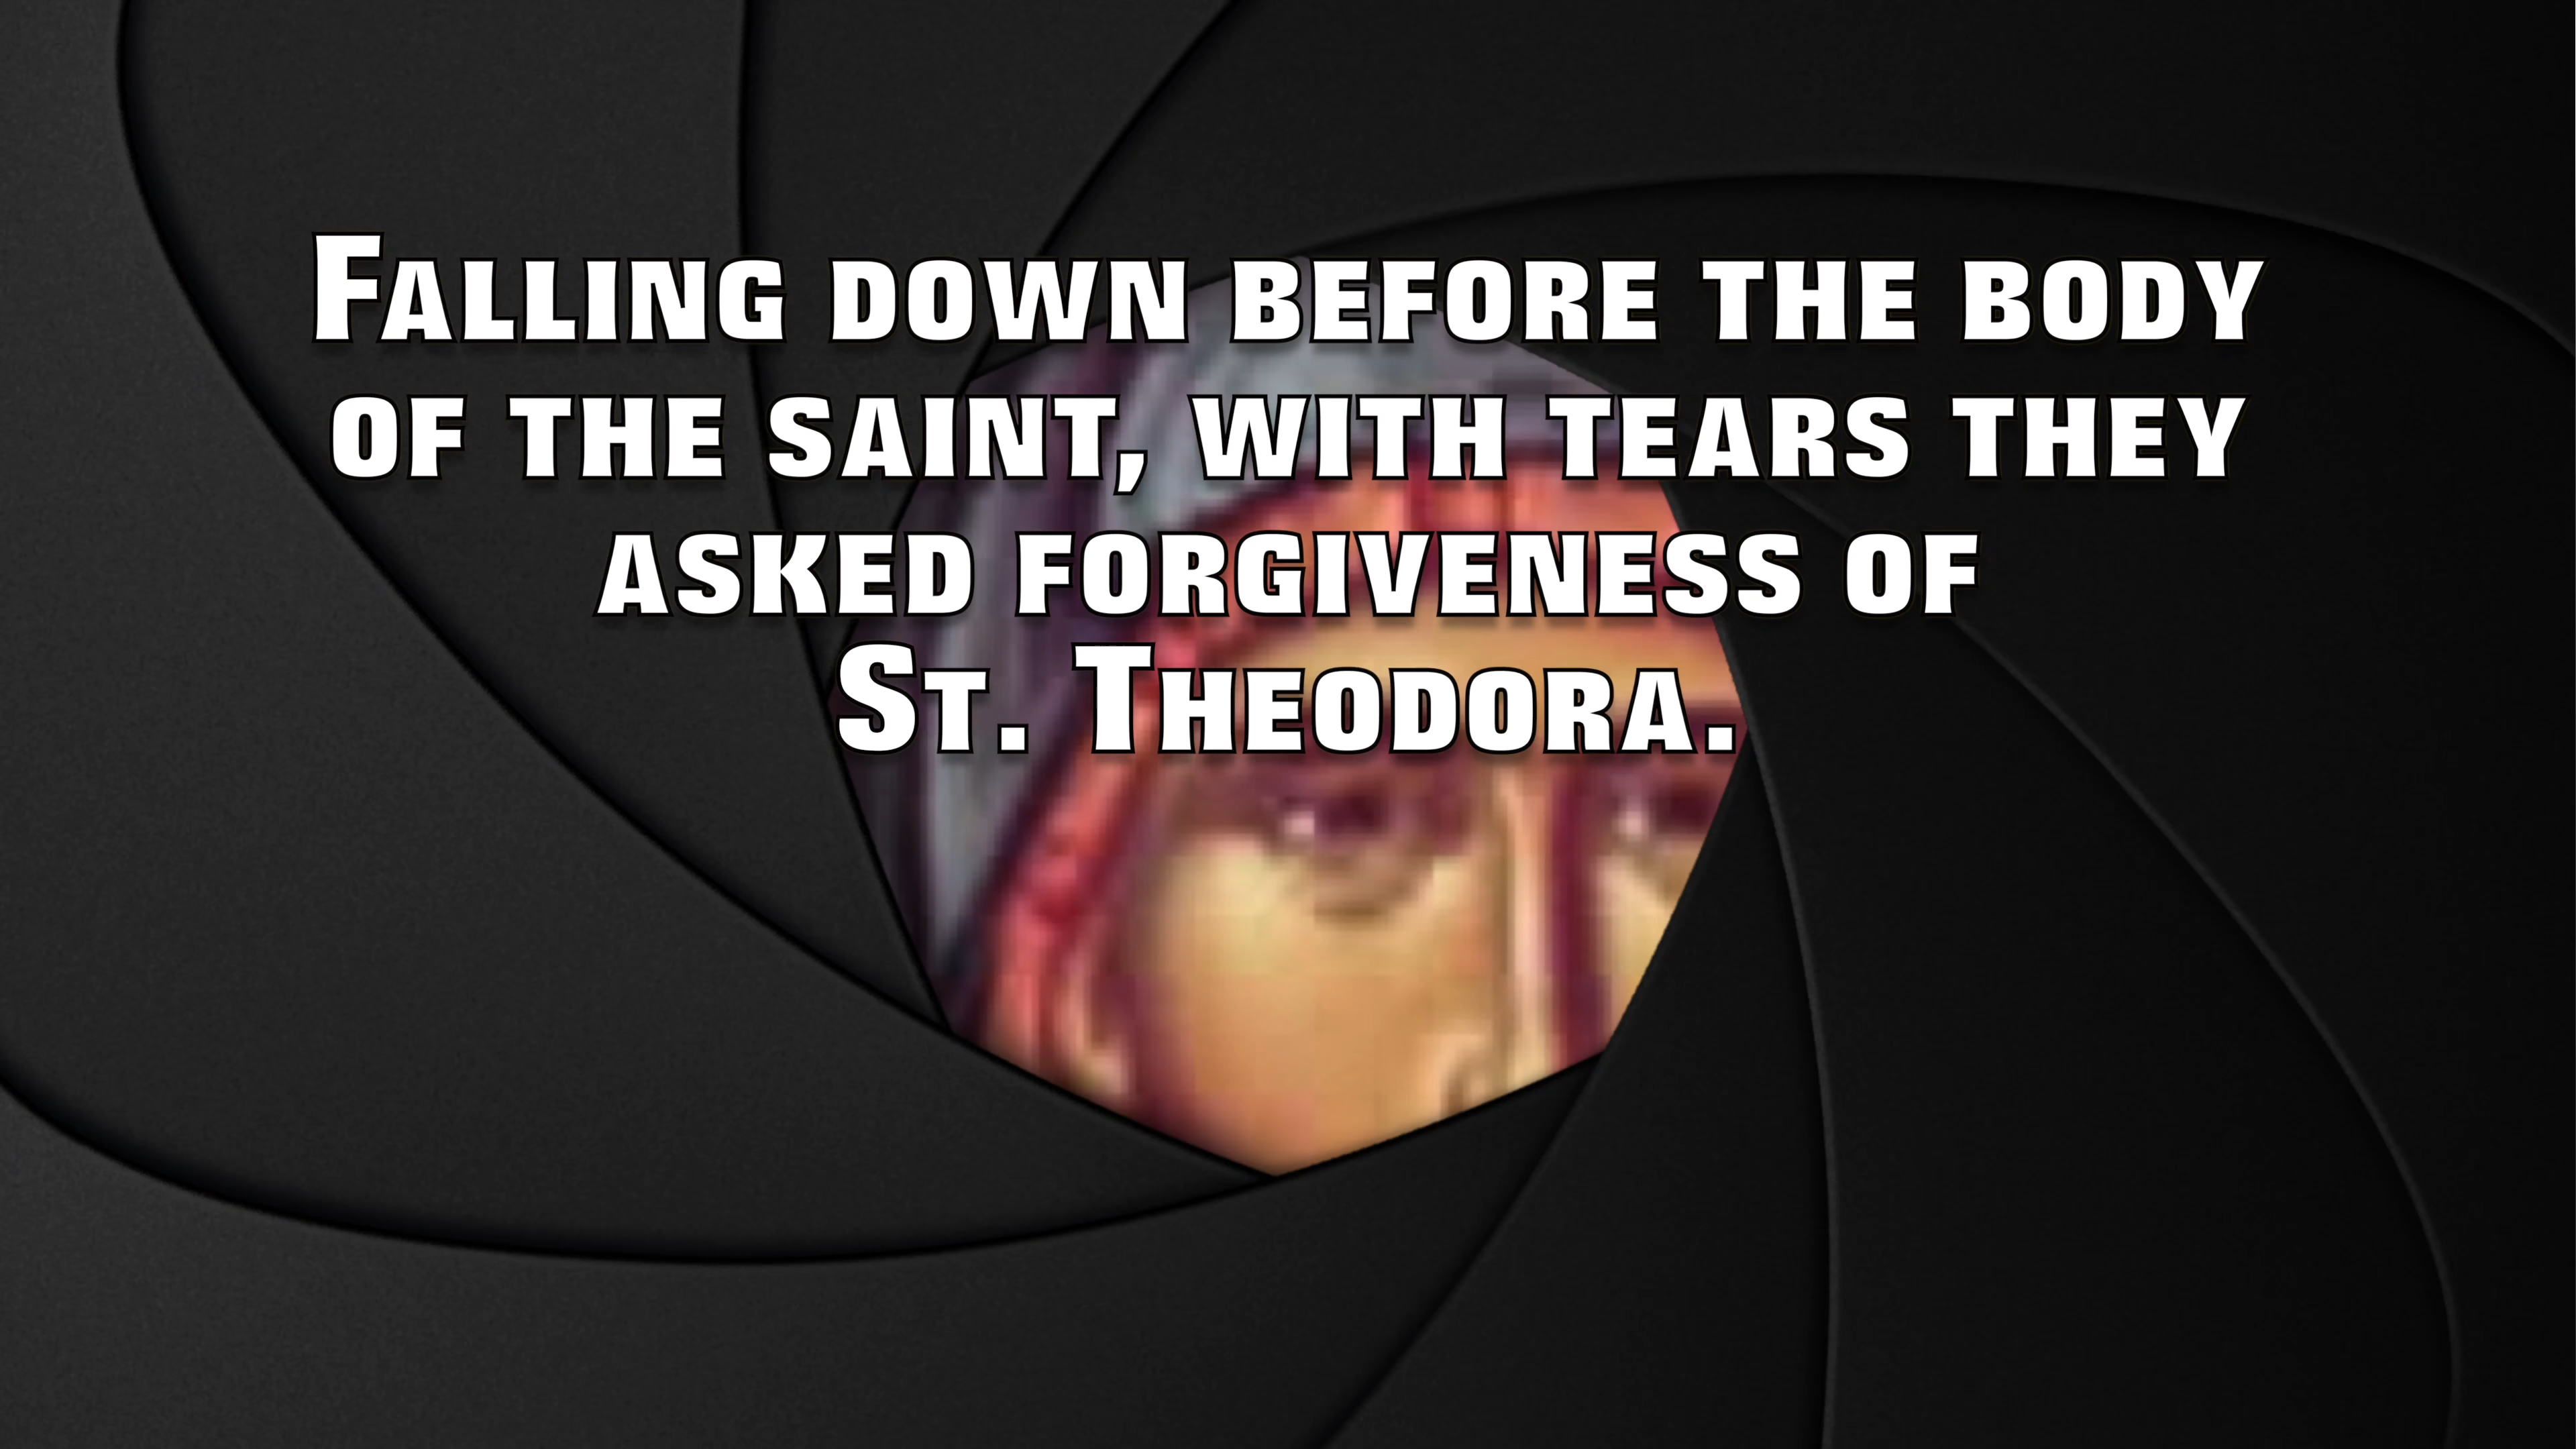 Falling down before the body
of the saint, with tears they
asked forgiveness of
St. Theodora.